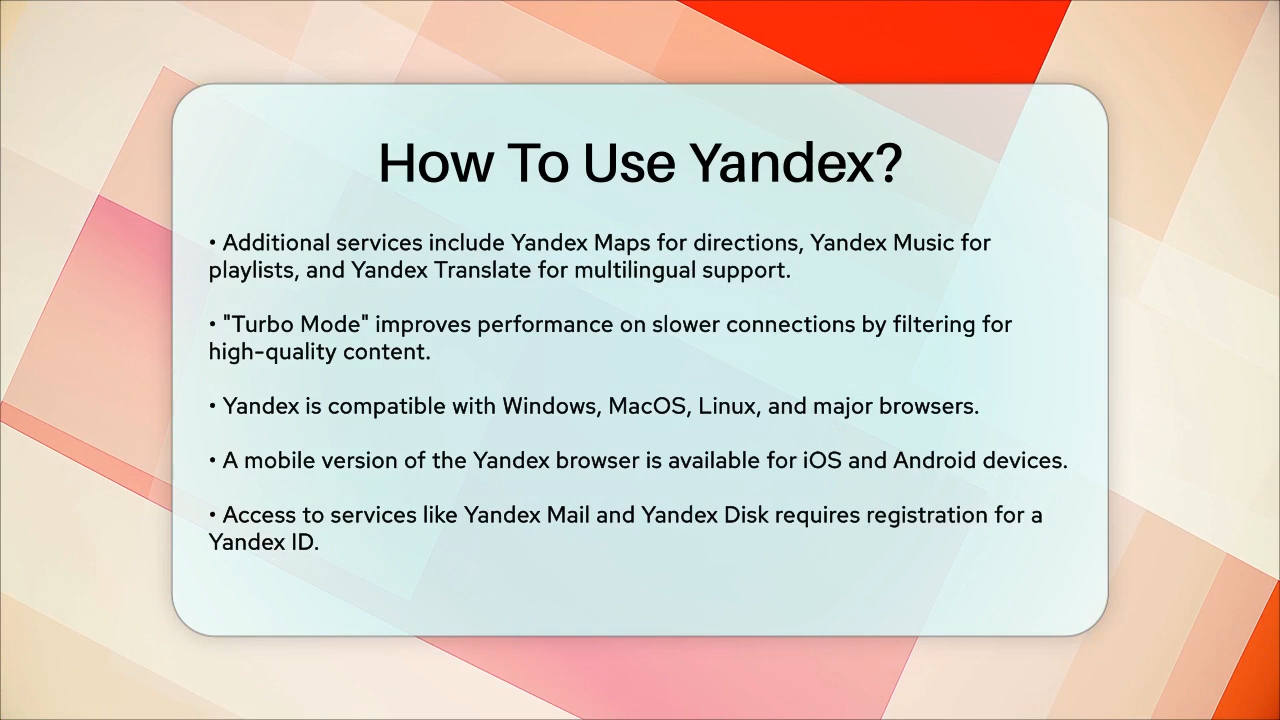 How To Use Yandex?
• Additional services include Yandex Maps for directions, Yandex Music for
playlists, and Yandex Translate for multilingual support.
• "Turbo Mode" improves performance on slower connections by filtering for
high-quality content.
• Yandex is compatible with Windows, MacOS, Linux, and major browsers.
• A mobile version of the Yandex browser is available for iOS and Android devices.
• Access to services like Yandex Mail and Yandex Disk requires registration for a
Yandex ID.